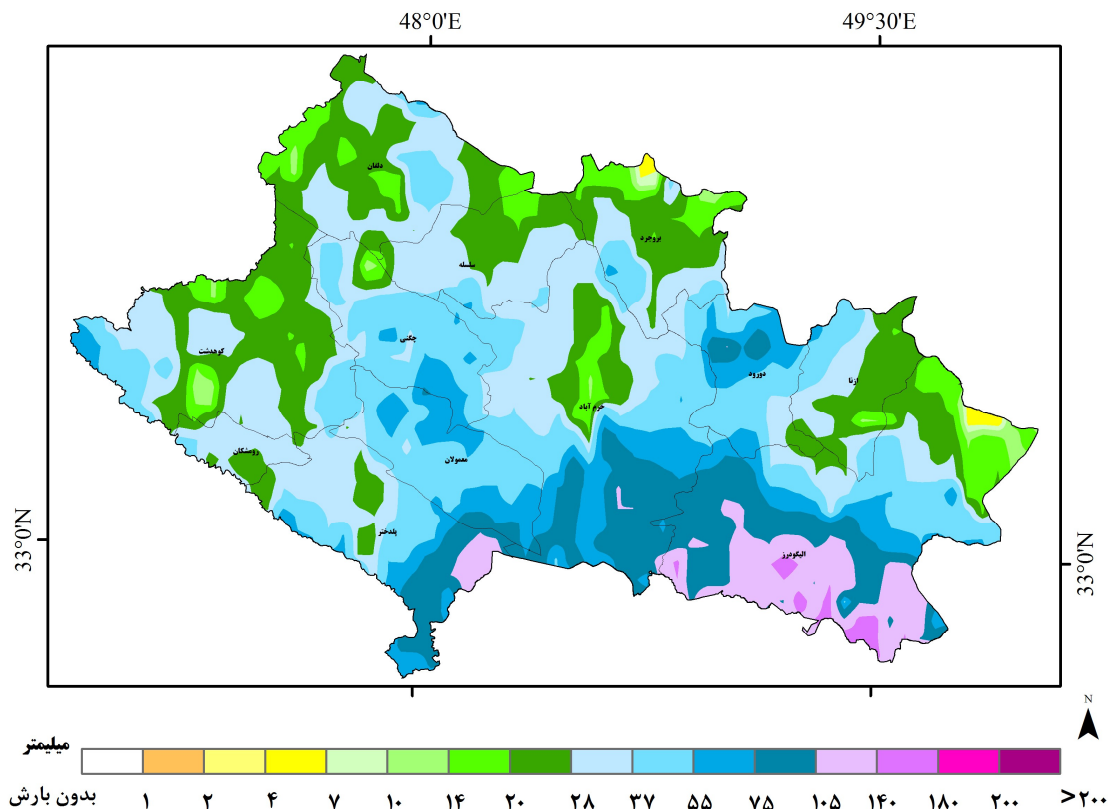 48°0'E
49°30'E
دلفان
بروجرد
سلسله
چگنی
کوهدشت
دورود
ازنا
خرم آباد
رومشکان
معمولان
پلدختر
الیگودرز
33°0'N
33°0'N
N
میلیمتر
بدون بارش ۱ ۲ ۴ ۷ ۱۰ ۱۴ ۲۰ ۲۸ ۳۷ ۵۵ ۷۵ ۱۰۵ ۱۴۰ ۱۸۰ ۲۰۰ >۲۰۰